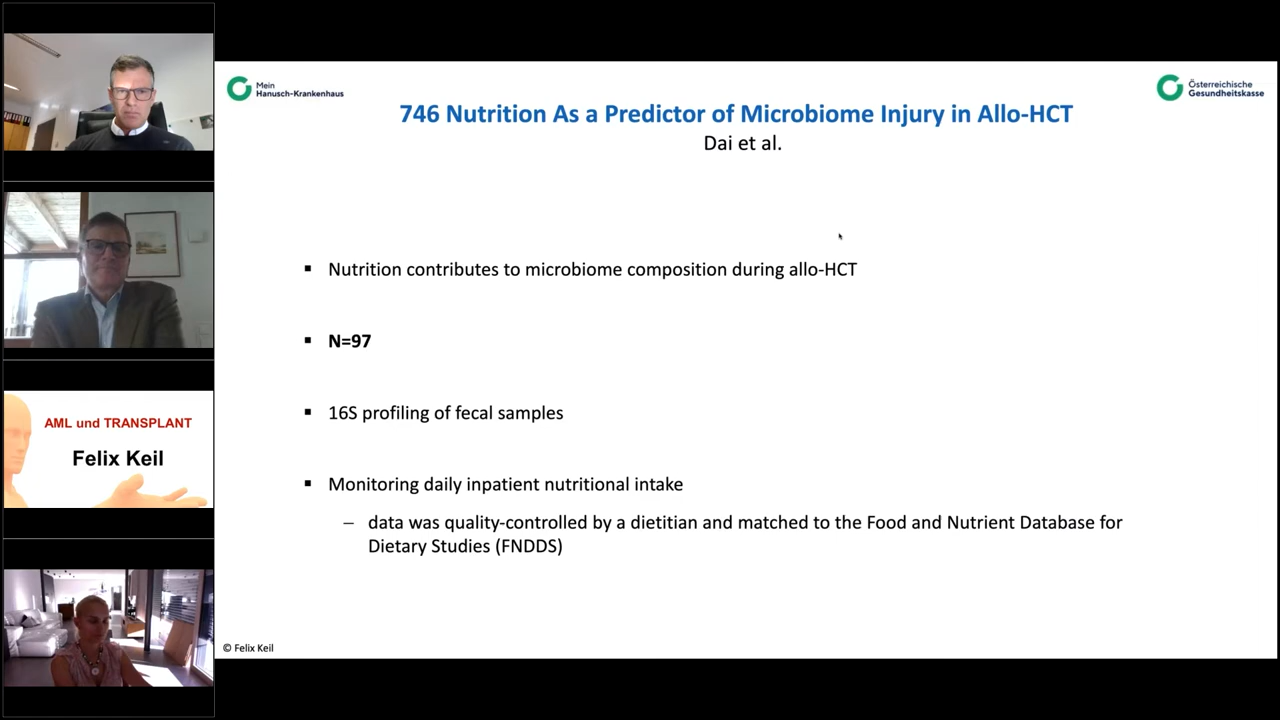 AML und TRANSPLANT
Felix Keil
Mein
Hanusch-Krankenhaus
Österreichische
Gesundheitskasse
746 Nutrition As a Predictor of Microbiome Injury in Allo-HCT
Dai et al.
▪ Nutrition contributes to microbiome composition during allo-HCT
▪ N=97
▪ 16S profiling of fecal samples
▪ Monitoring daily inpatient nutritional intake
– data was quality-controlled by a dietitian and matched to the Food and Nutrient Database for
Dietary Studies (FNDDS)
© Felix Keil